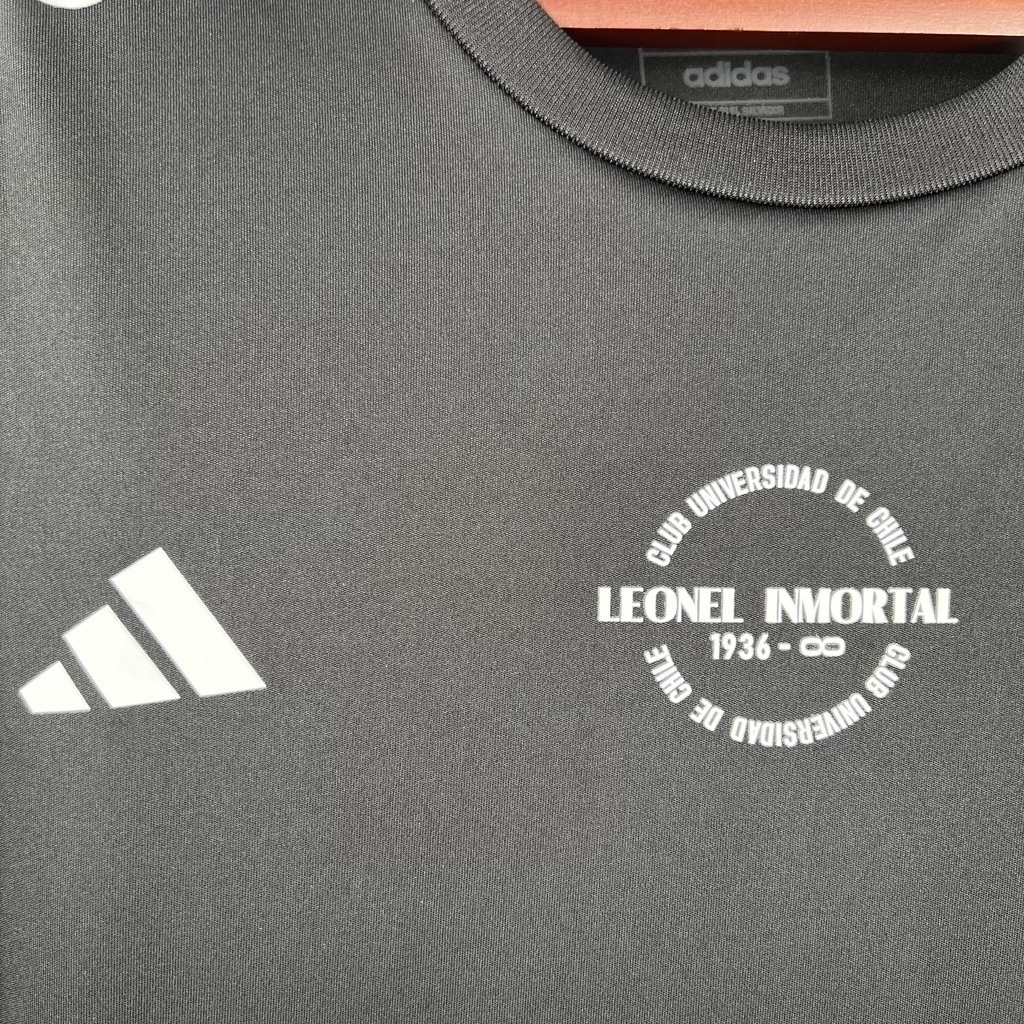 adidas
CLUB UNIVERSIDAD DE CHILE
LEONEL INMORTAL
1936 - ∞
CLUB UNIVERSIDAD DE CHILE